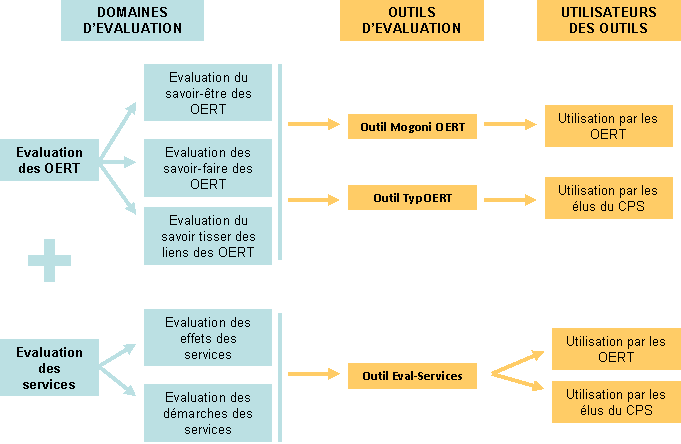 DOMAINES
D'EVALUATION
OUTILS
D'EVALUATION
UTILISATEURS
DES OUTILS
Evaluation
des OERT
Evaluation du
savoir-être des
OERT
Evaluation des
savoir-faire des
OERT
Evaluation du
savoir tisser des
liens des OERT
Outil Mogoni OERT
Outil TypOERT
Utilisation par les
OERT
Utilisation par les
élus du CPS
Evaluation
des
services
Evaluation des
effets des
services
Evaluation des
démarches des
services
Outil Eval-Services
Utilisation par les
OERT
Utilisation par les
élus du CPS